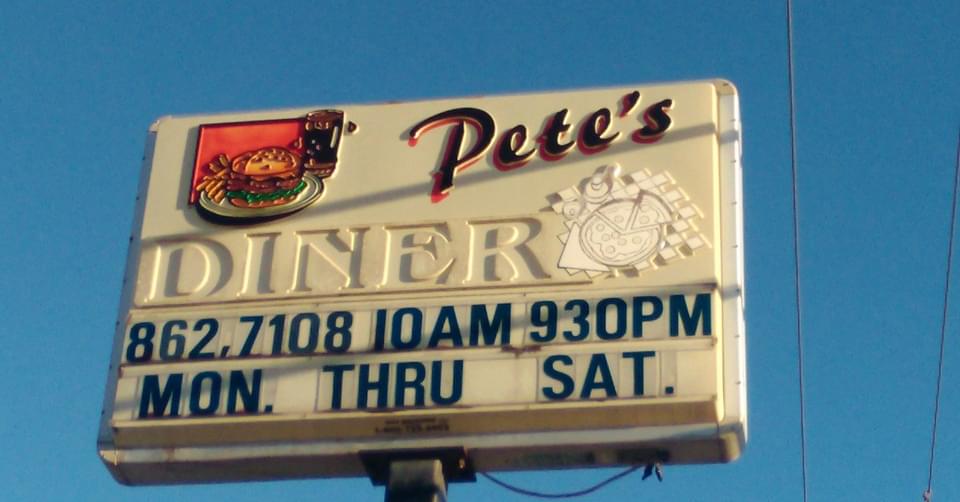 Pete's
DINER
862,7108 10AM 930PM
MON. THRU SAT.